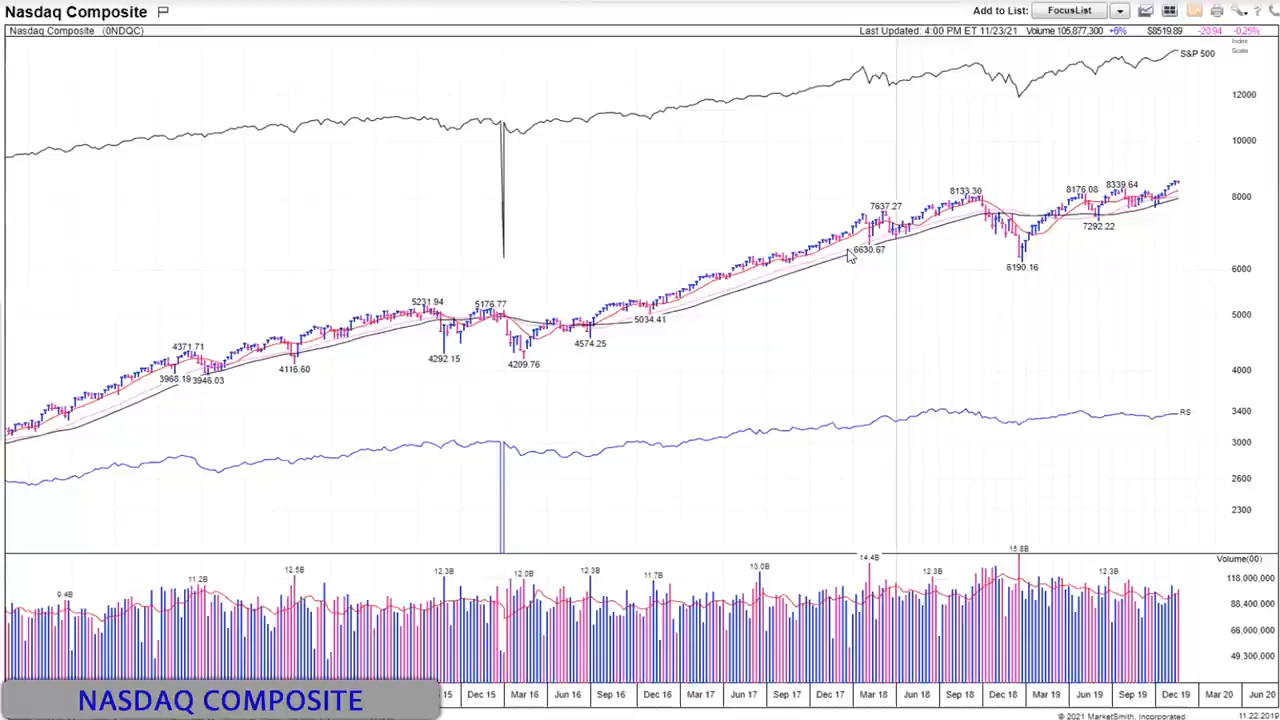 Nasdaq Composite
Add to List: FocusList
Nasdaq Composite (0NDQC)
Last Updated: 4:00 PM ET 11/23/21 Volume 105,877,300 +6% $8519.89 -20.94 -0.25%
Index
Scale
S&P 500
12000
10000
8133.30 8176.08 8339.64
8000
7637.27
7292.22
6630.67
6190.16
6000
5231.94 5176.77
5034.41
5000
4574.25
4371.71
4292.15
4209.76
4116.60
4000
3968.19 3946.03
3400
RS
3000
2600
2300
14.4B 15.8B
Volume(00)
9.4B 11.2B 12.5B 12.3B 12.0B 12.3B 11.7B 13.0B 12.3B 12.3B
118,000,000
88,400,000
66,000,000
49,300,000
15 Dec 15 Mar 16 Jun 16 Sep 16 Dec 16 Mar 17 Jun 17 Sep 17 Dec 17 Mar 18 Jun 18 Sep 18 Dec 18 Mar 19 Jun 19 Sep 19 Dec 19 Mar 20 Jun 20
NASDAQ COMPOSITE
© 2021 MarketSmith, Incorporated.
11.22.2019